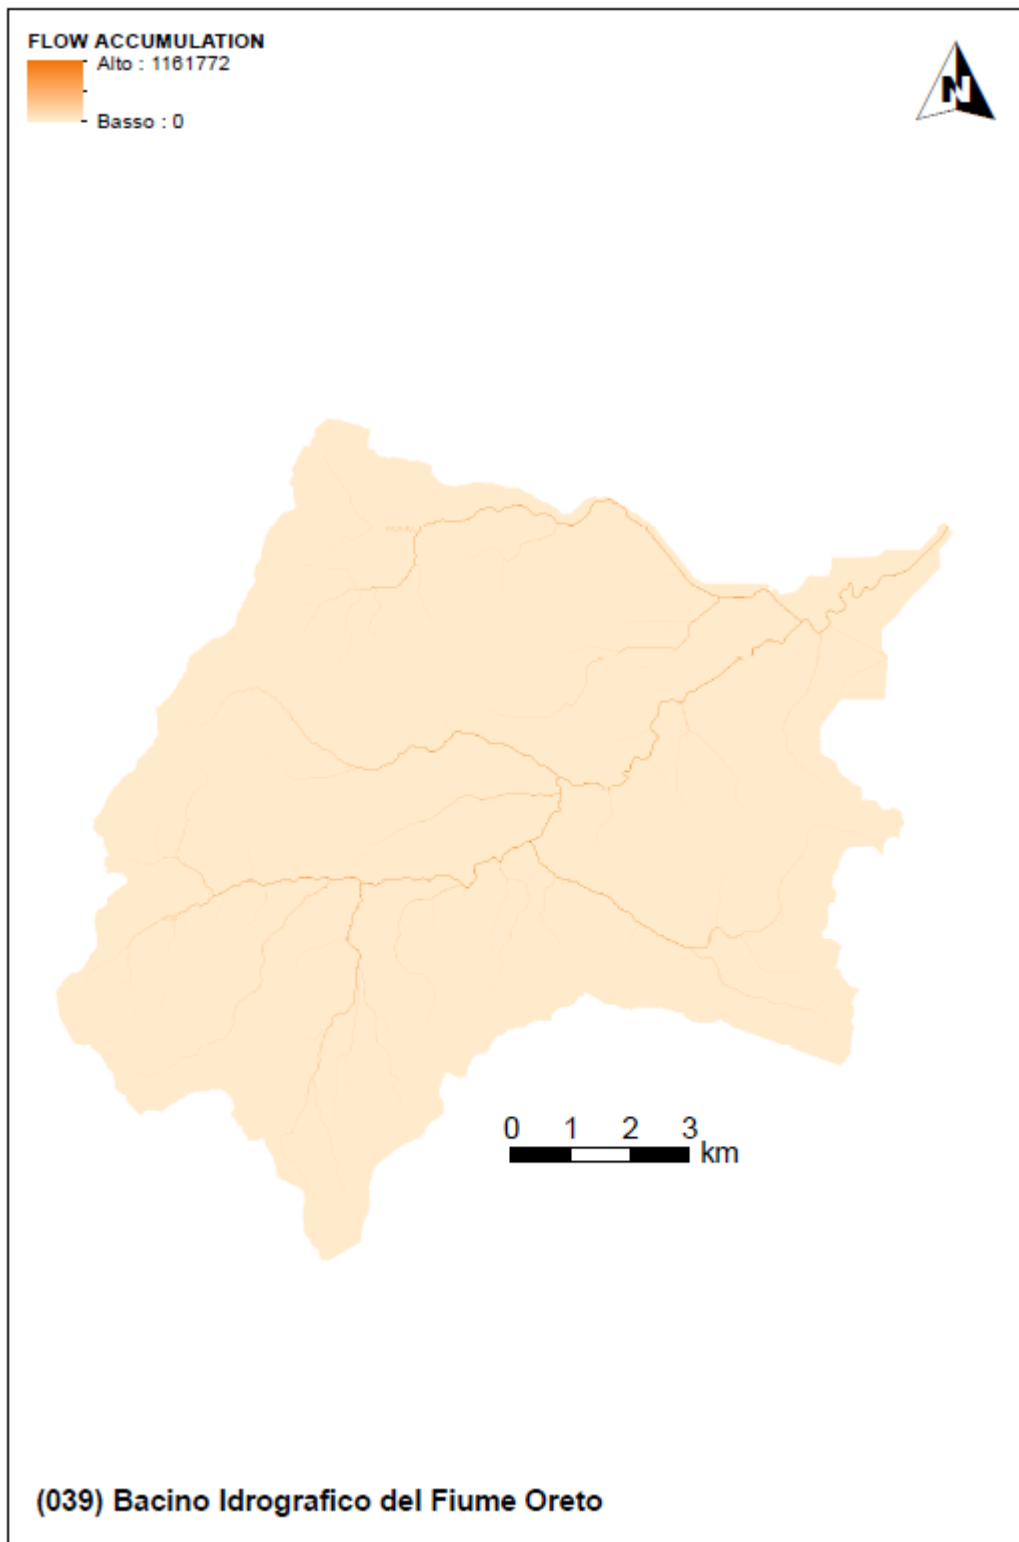 FLOW ACCUMULATION
Alto : 1161772
Basso : 0
N
0 1 2 3
km
(039) Bacino Idrografico del Fiume Oreto